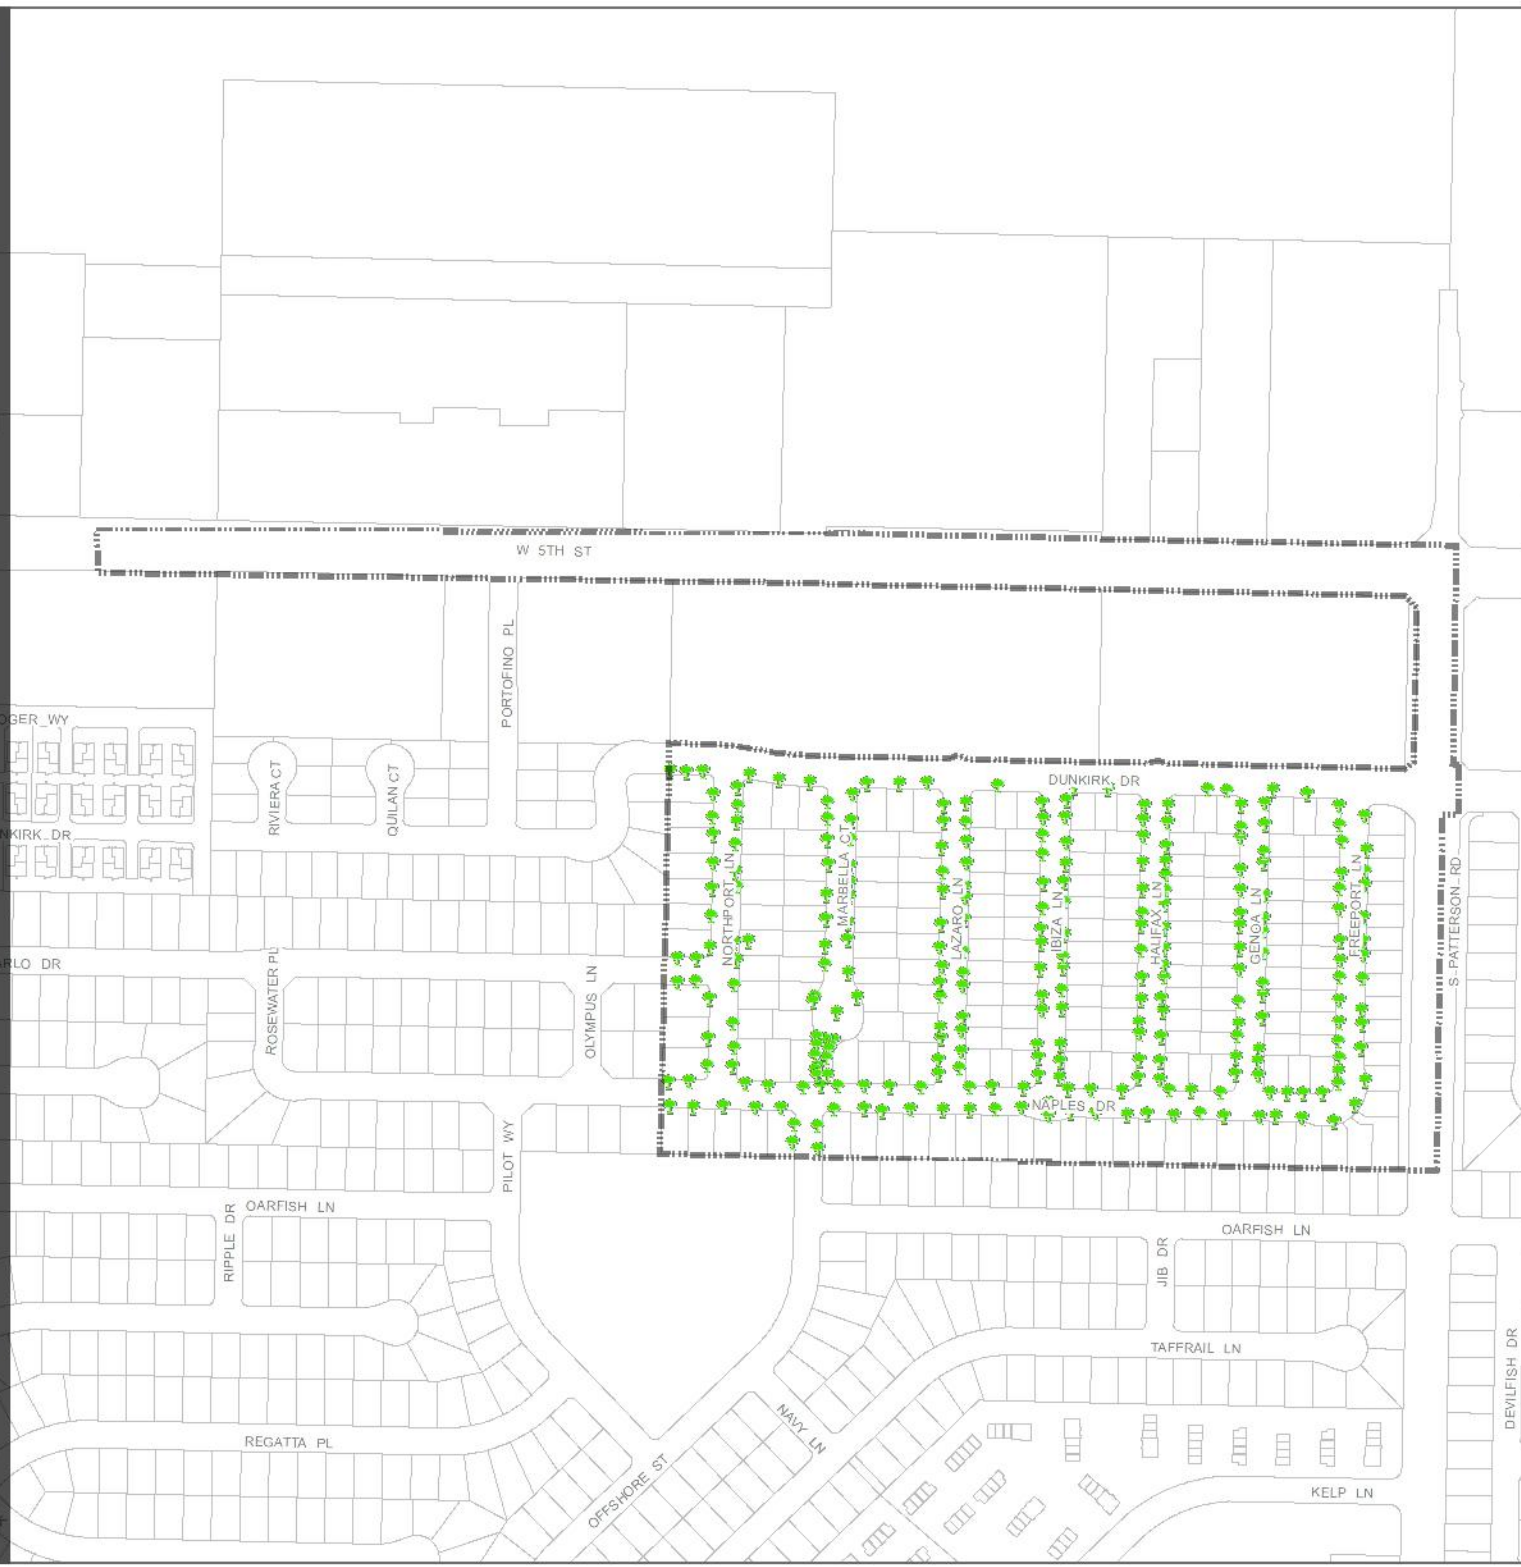 W 5TH ST
PORTOFINO PL
OGER WY
RIVIERA CT
QUILAN CT
DUNKIRK DR
NKIRK DR
NORTHPORT LN
MARBELLA CT
LAZARO LN
IBIZA LN
HALIFAX LN
GENOA LN
FREEPORT LN
S PATTERSON RD
ARLO DR
ROSEWATER PL
OLYMPUS LN
NAPLES DR
PILOT WY
OARFISH LN
RIPPLE DR
OARFISH LN
JIB DR
TAFFRAIL LN
DEVILFISH DR
NAVY LN
REGATTA PL
OFFSHORE ST
KELP LN